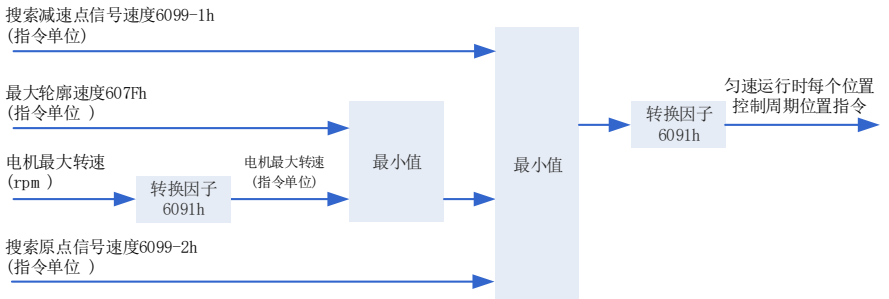 搜索减速点信号速度6099-1h
(指令单位)
最大轮廓速度607Fh
(指令单位 )
电机最大转速
(rpm )
转换因子
6091h
电机最大转速
(指令单位)
最小值
最小值
转换因子
6091h
匀速运行时每个位置
控制周期位置指令
搜索原点信号速度6099-2h
(指令单位 )